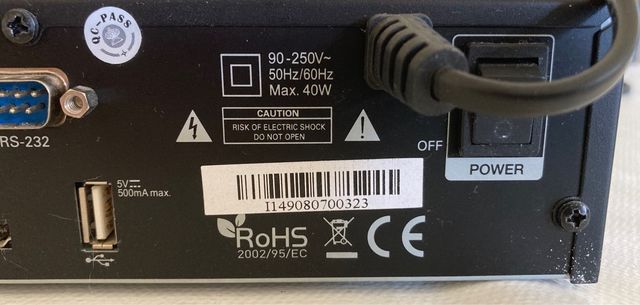 QC-PASS
90-250V~
50Hz/60Hz
Max. 40W
CAUTION
RISK OF ELECTRIC SHOCK
DO NOT OPEN
RS-232
OFF
POWER
5V
500mA max.
I149080700323
RoHS
2002/95/EC
CE